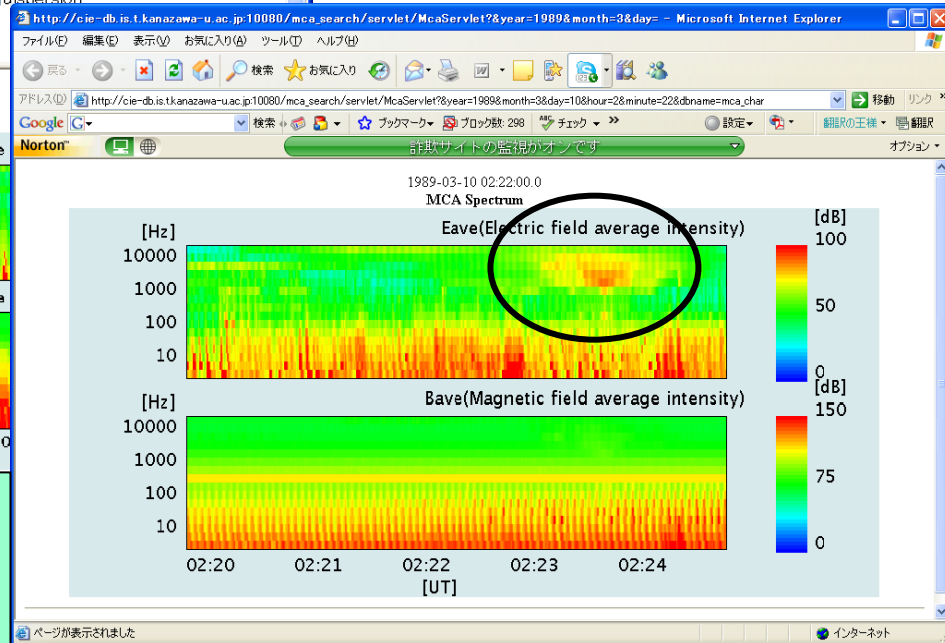 http://cie-db.is.t.kanazawa-u.ac.jp:10080/mca_search/servlet/McaServlet?&year=1989&month=3&day= - Microsoft Internet Explorer
ファイル(F) 編集(E) 表示(V) お気に入り(A) ツール(T) ヘルプ(H)
戻る 検索 お気に入り
アドレス(D) http://cie-db.is.t.kanazawa-u.ac.jp:10080/mca_search/servlet/McaServlet?&year=1989&month=3&day=10&hour=2&minute=22&dbname=mca_char 移動 リンク »
Google G 検索 ブックマーク ブロック数: 298 チェック » 設定 翻訳の王様 翻訳
Norton™ 詐欺サイトの監視がオンです オプション
1989-03-10 02:22:00.0
MCA Spectrum
Eave(Electric field average intensity)
[Hz]
10000
1000
100
10
[dB]
100
50
0
Bave(Magnetic field average intensity)
[Hz]
10000
1000
100
10
[dB]
150
75
0
02:20 02:21 02:22 02:23 02:24
[UT]
ページが表示されました インターネット